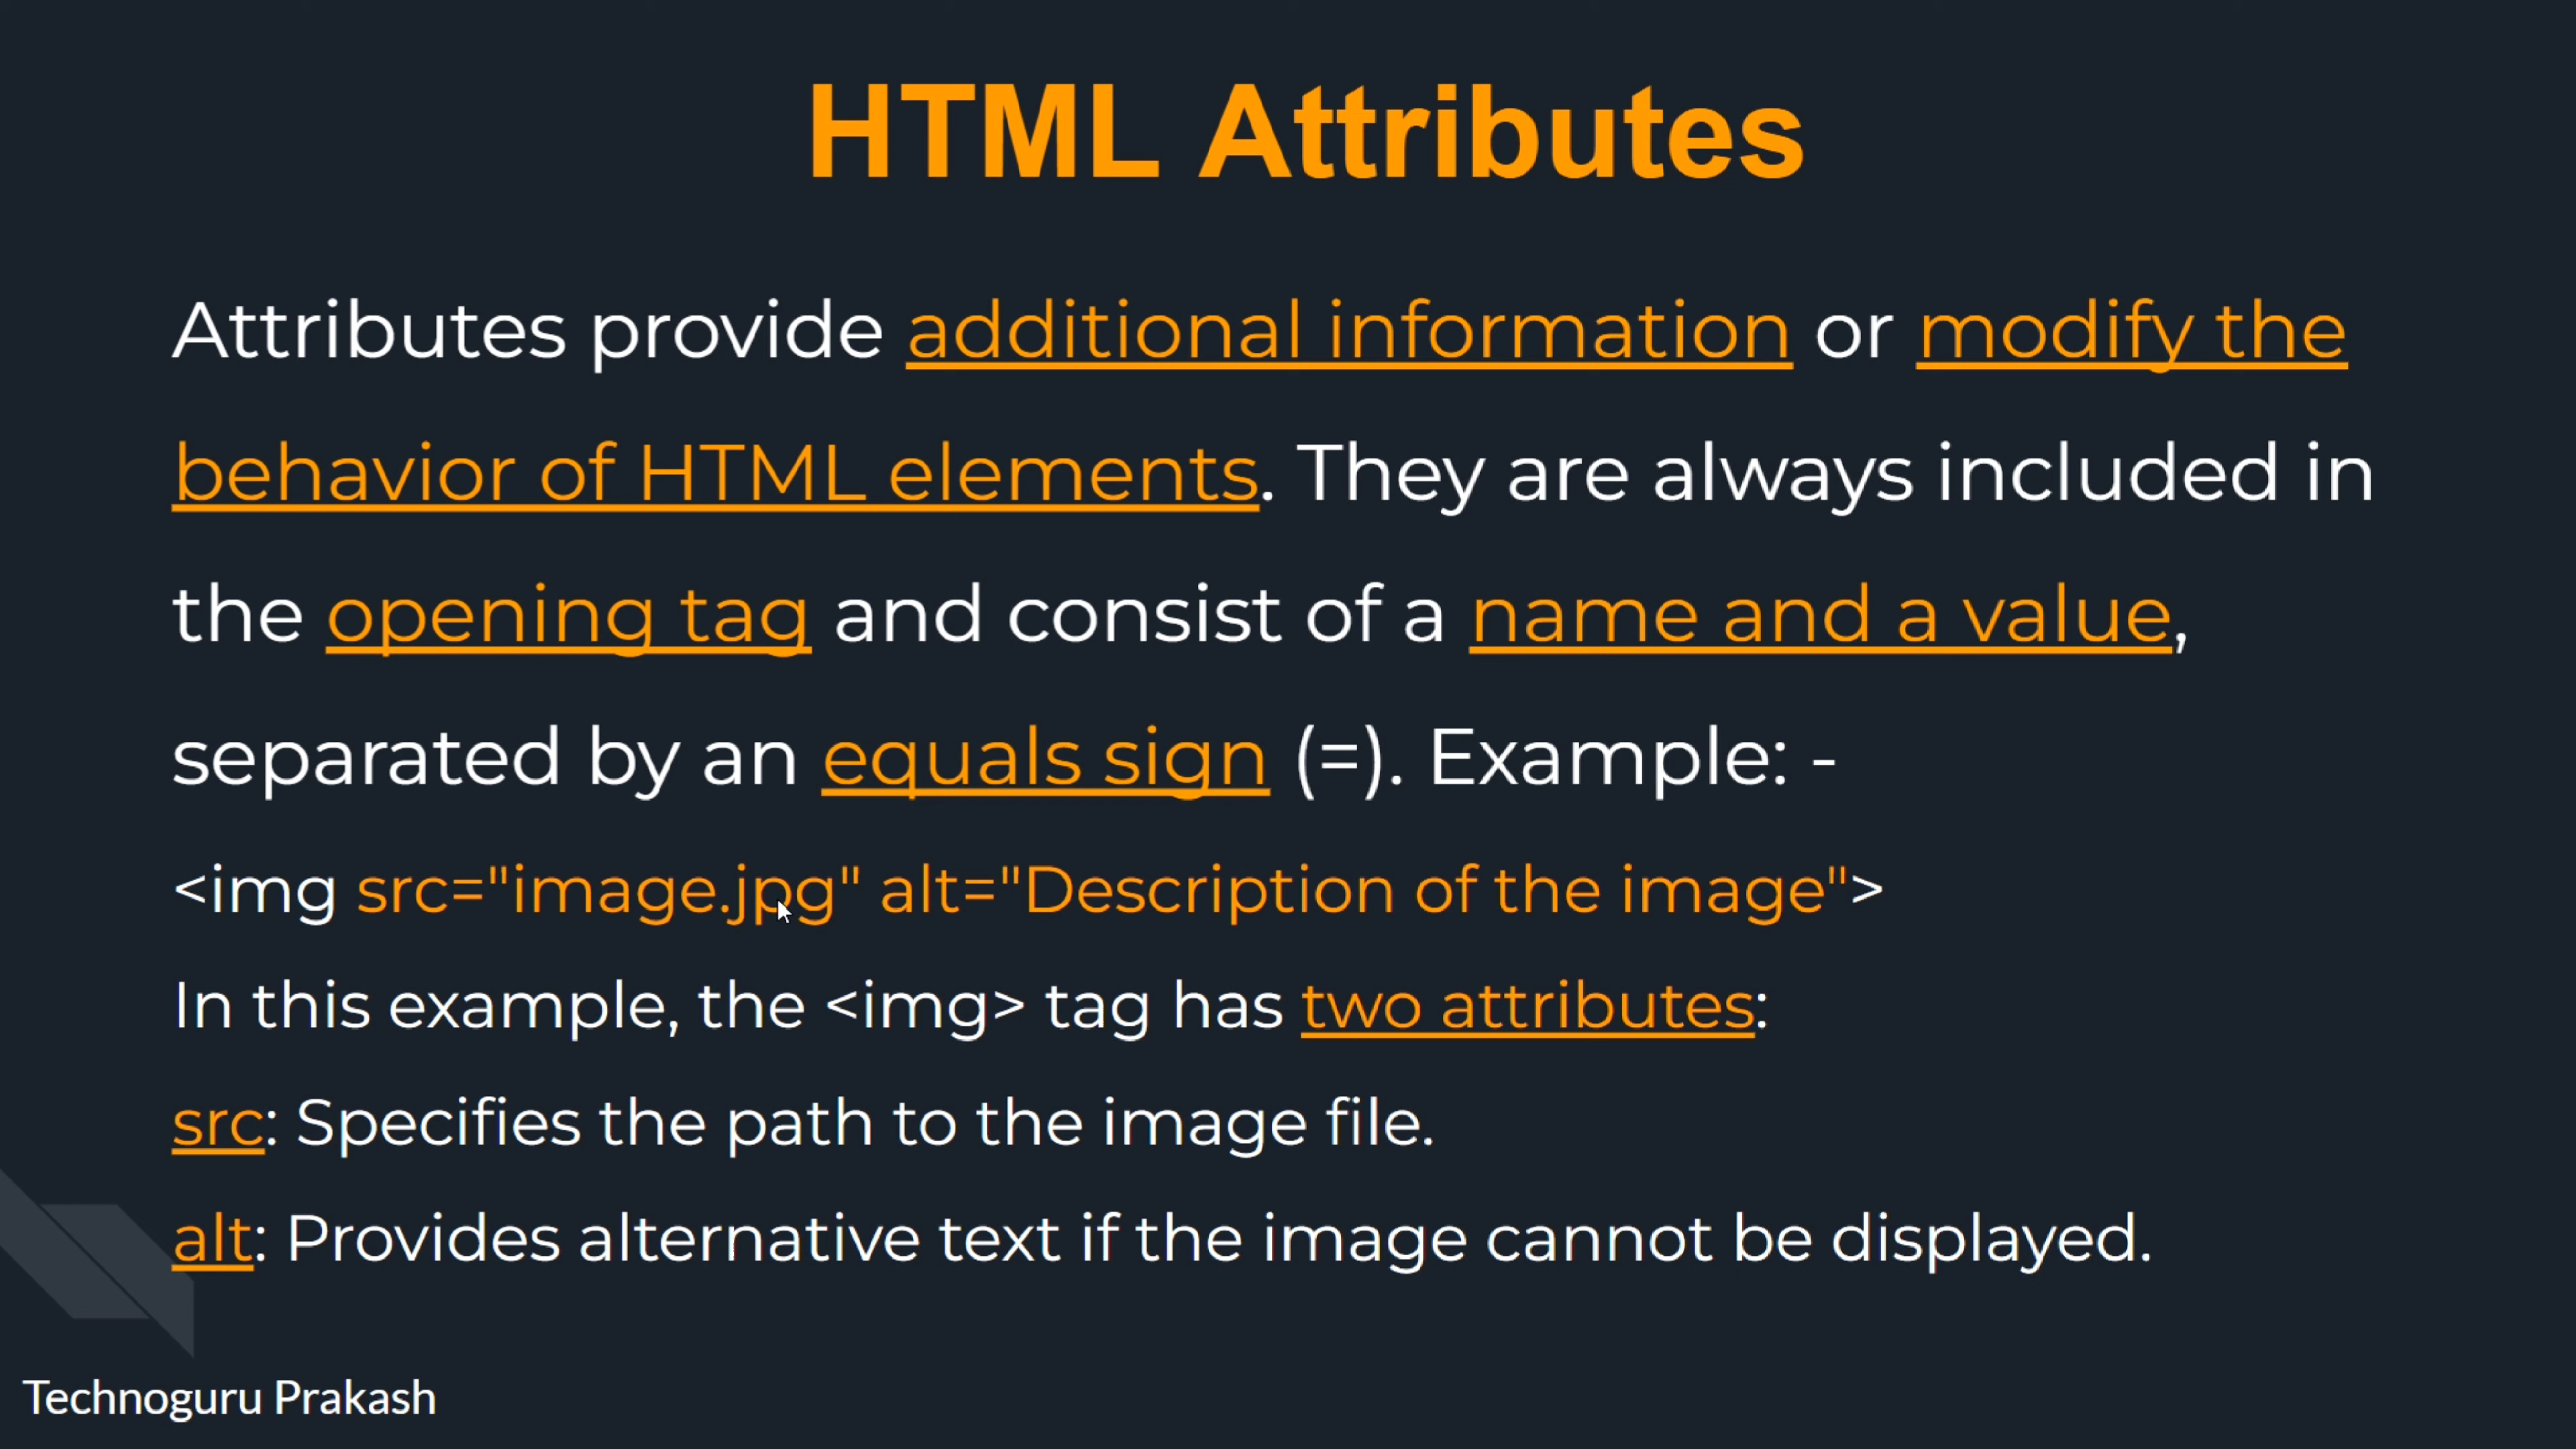 HTML Attributes
Attributes provide additional information or modify the
behavior of HTML elements. They are always included in
the opening tag and consist of a name and a value,
separated by an equals sign (=). Example: -
<img src="image.jpg" alt="Description of the image">
In this example, the <img> tag has two attributes:
src: Specifies the path to the image file.
alt: Provides alternative text if the image cannot be displayed.
Technoguru Prakash